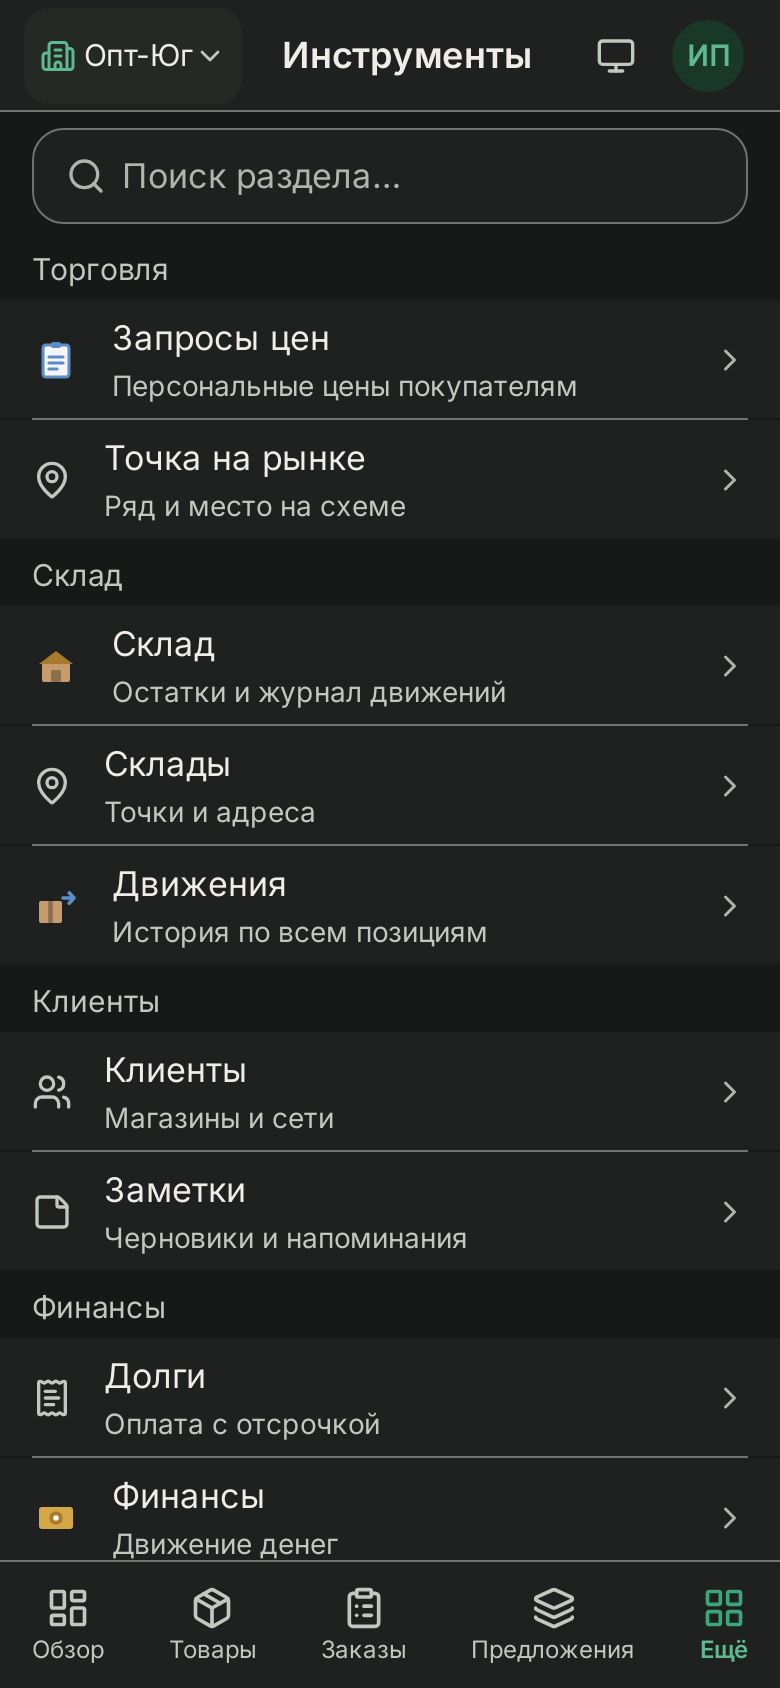 Опт-Юг
Инструменты
ИП
Поиск раздела...
Торговля
Запросы цен
Персональные цены покупателям
Точка на рынке
Ряд и место на схеме
Склад
Склад
Остатки и журнал движений
Склады
Точки и адреса
Движения
История по всем позициям
Клиенты
Клиенты
Магазины и сети
Заметки
Черновики и напоминания
Финансы
Долги
Оплата с отсрочкой
Финансы
Движение денег
Обзор
Товары
Заказы
Предложения
Ещё